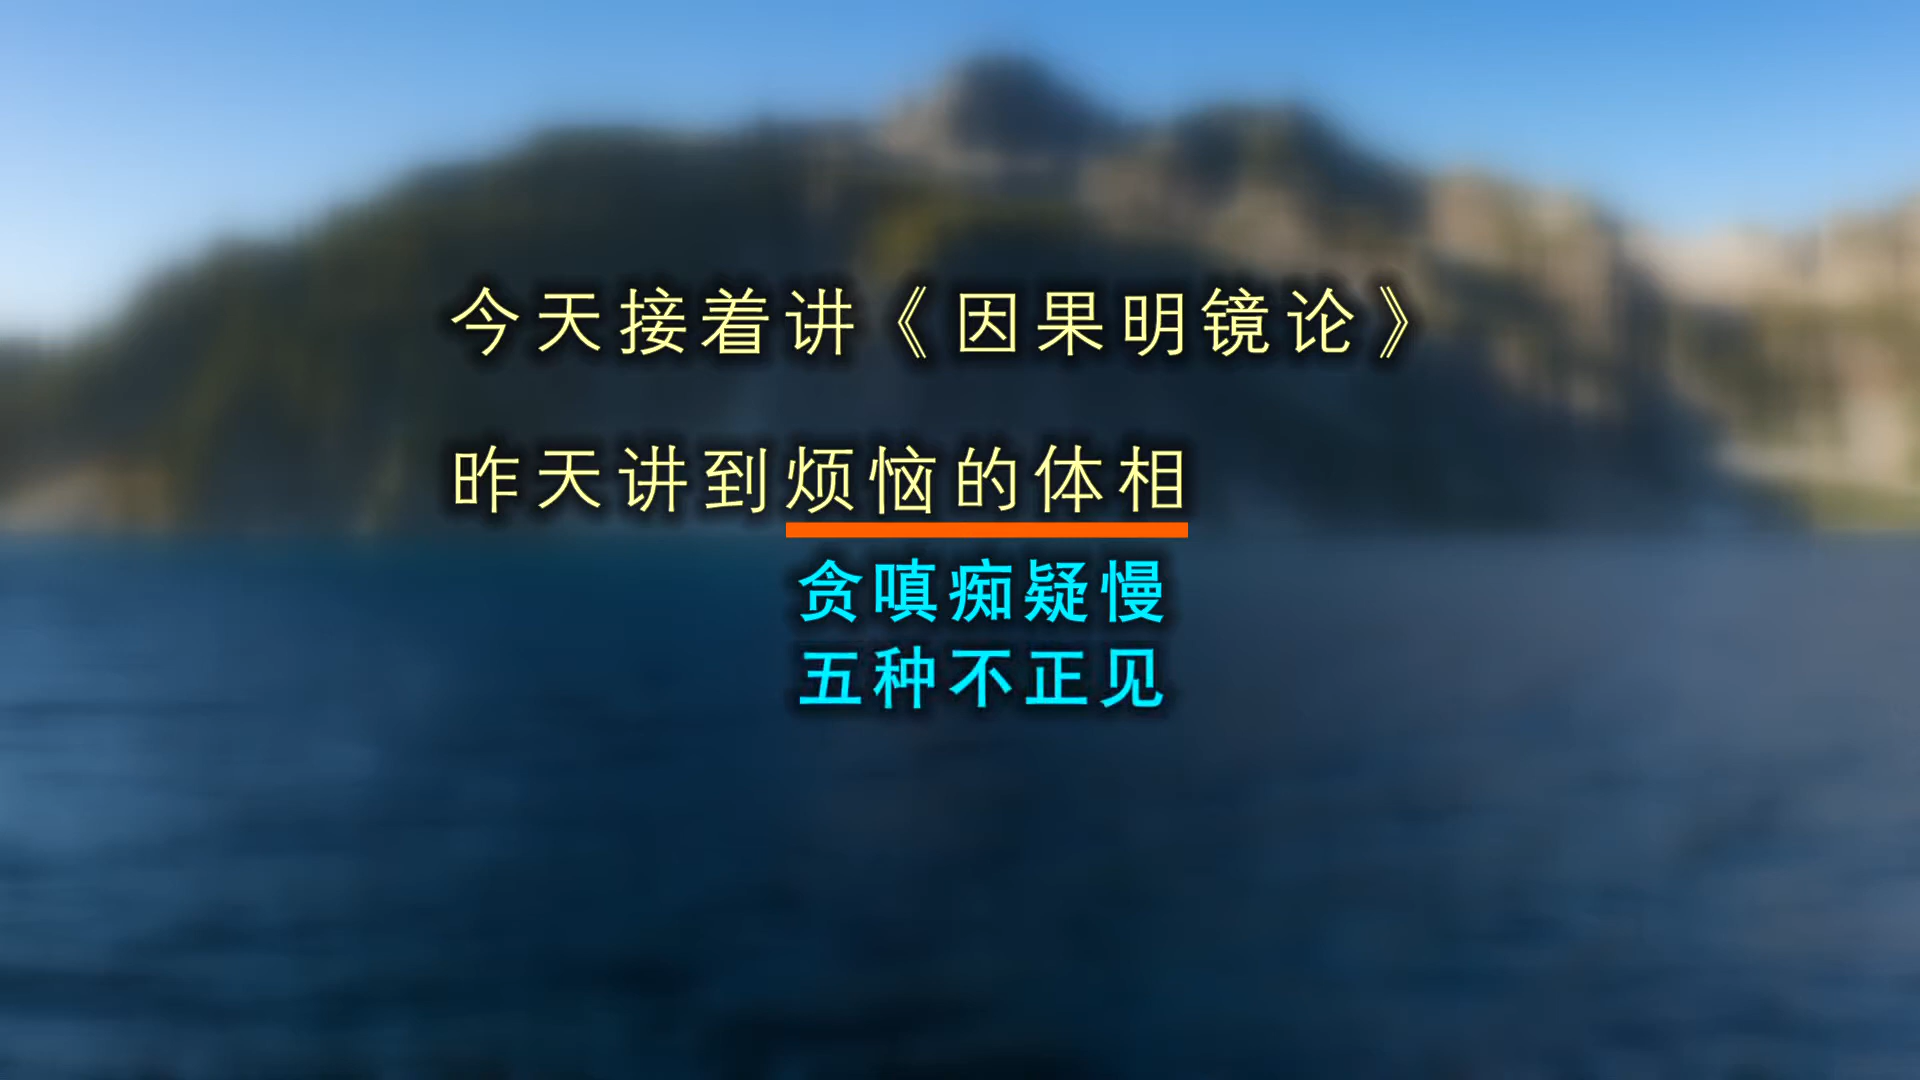 今天接着讲《因果明镜论》
昨天讲到烦恼的体相
贪嗔痴疑慢
五种不正见